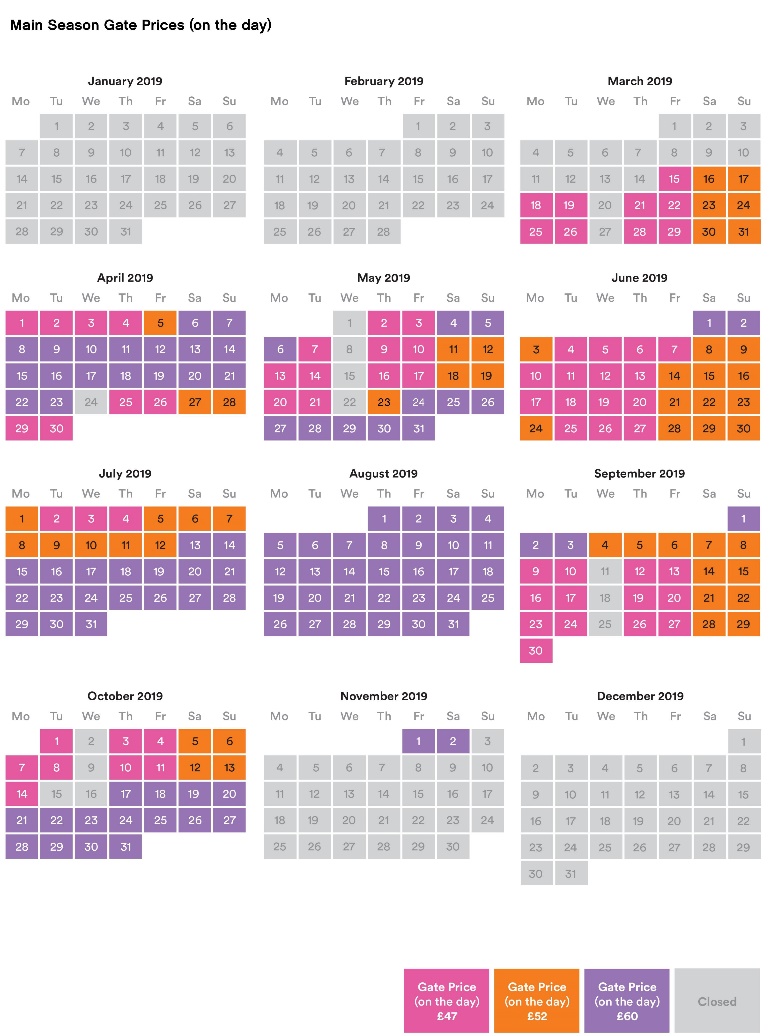 Main Season Gate Prices (on the day)
January 2019
Mo Tu We Th Fr Sa Su
1 2 3 4 5 6
7 8 9 10 11 12 13
14 15 16 17 18 19 20
21 22 23 24 25 26 27
28 29 30 31
February 2019
Mo Tu We Th Fr Sa Su
1 2 3
4 5 6 7 8 9 10
11 12 13 14 15 16 17
18 19 20 21 22 23 24
25 26 27 28
March 2019
Mo Tu We Th Fr Sa Su
1 2 3
4 5 6 7 8 9 10
11 12 13 14 15 16 17
18 19 20 21 22 23 24
25 26 27 28 29 30 31
April 2019
Mo Tu We Th Fr Sa Su
1 2 3 4 5 6 7
8 9 10 11 12 13 14
15 16 17 18 19 20 21
22 23 24 25 26 27 28
29 30
May 2019
Mo Tu We Th Fr Sa Su
1 2 3 4 5
6 7 8 9 10 11 12
13 14 15 16 17 18 19
20 21 22 23 24 25 26
27 28 29 30 31
June 2019
Mo Tu We Th Fr Sa Su
1 2
3 4 5 6 7 8 9
10 11 12 13 14 15 16
17 18 19 20 21 22 23
24 25 26 27 28 29 30
July 2019
Mo Tu We Th Fr Sa Su
1 2 3 4 5 6 7
8 9 10 11 12 13 14
15 16 17 18 19 20 21
22 23 24 25 26 27 28
29 30 31
August 2019
Mo Tu We Th Fr Sa Su
1 2 3 4
5 6 7 8 9 10 11
12 13 14 15 16 17 18
19 20 21 22 23 24 25
26 27 28 29 30 31
September 2019
Mo Tu We Th Fr Sa Su
1
2 3 4 5 6 7 8
9 10 11 12 13 14 15
16 17 18 19 20 21 22
23 24 25 26 27 28 29
30
October 2019
Mo Tu We Th Fr Sa Su
1 2 3 4 5 6
7 8 9 10 11 12 13
14 15 16 17 18 19 20
21 22 23 24 25 26 27
28 29 30 31
November 2019
Mo Tu We Th Fr Sa Su
1 2 3
4 5 6 7 8 9 10
11 12 13 14 15 16 17
18 19 20 21 22 23 24
25 26 27 28 29 30
December 2019
Mo Tu We Th Fr Sa Su
1
2 3 4 5 6 7 8
9 10 11 12 13 14 15
16 17 18 19 20 21 22
23 24 25 26 27 28 29
30 31
Gate Price
(on the day)
£47
Gate Price
(on the day)
£52
Gate Price
(on the day)
£60
Closed